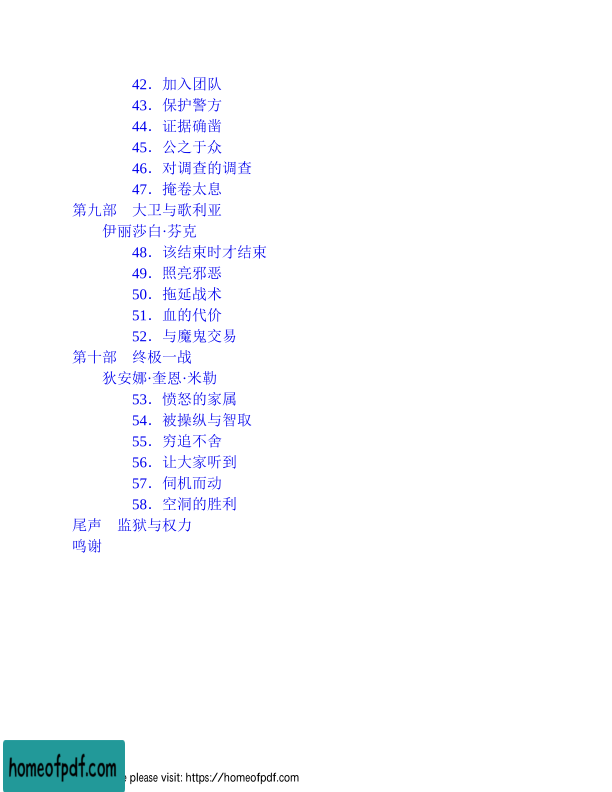 42．加入团队
43．保护警方
44．证据确凿
45．公之于众
46．对调查的调查
47．掩卷太息
第九部　大卫与歌利亚
伊丽莎白·芬克
48．该结束时才结束
49．照亮邪恶
50．拖延战术
51．血的代价
52．与魔鬼交易
第十部　终极一战
狄安娜·奎恩·米勒
53．愤怒的家属
54．被操纵与智取
55．穷追不舍
56．让大家听到
57．伺机而动
58．空洞的胜利
尾声　监狱与权力
鸣谢
homeofpdf.com
please visit: https://homeofpdf.com